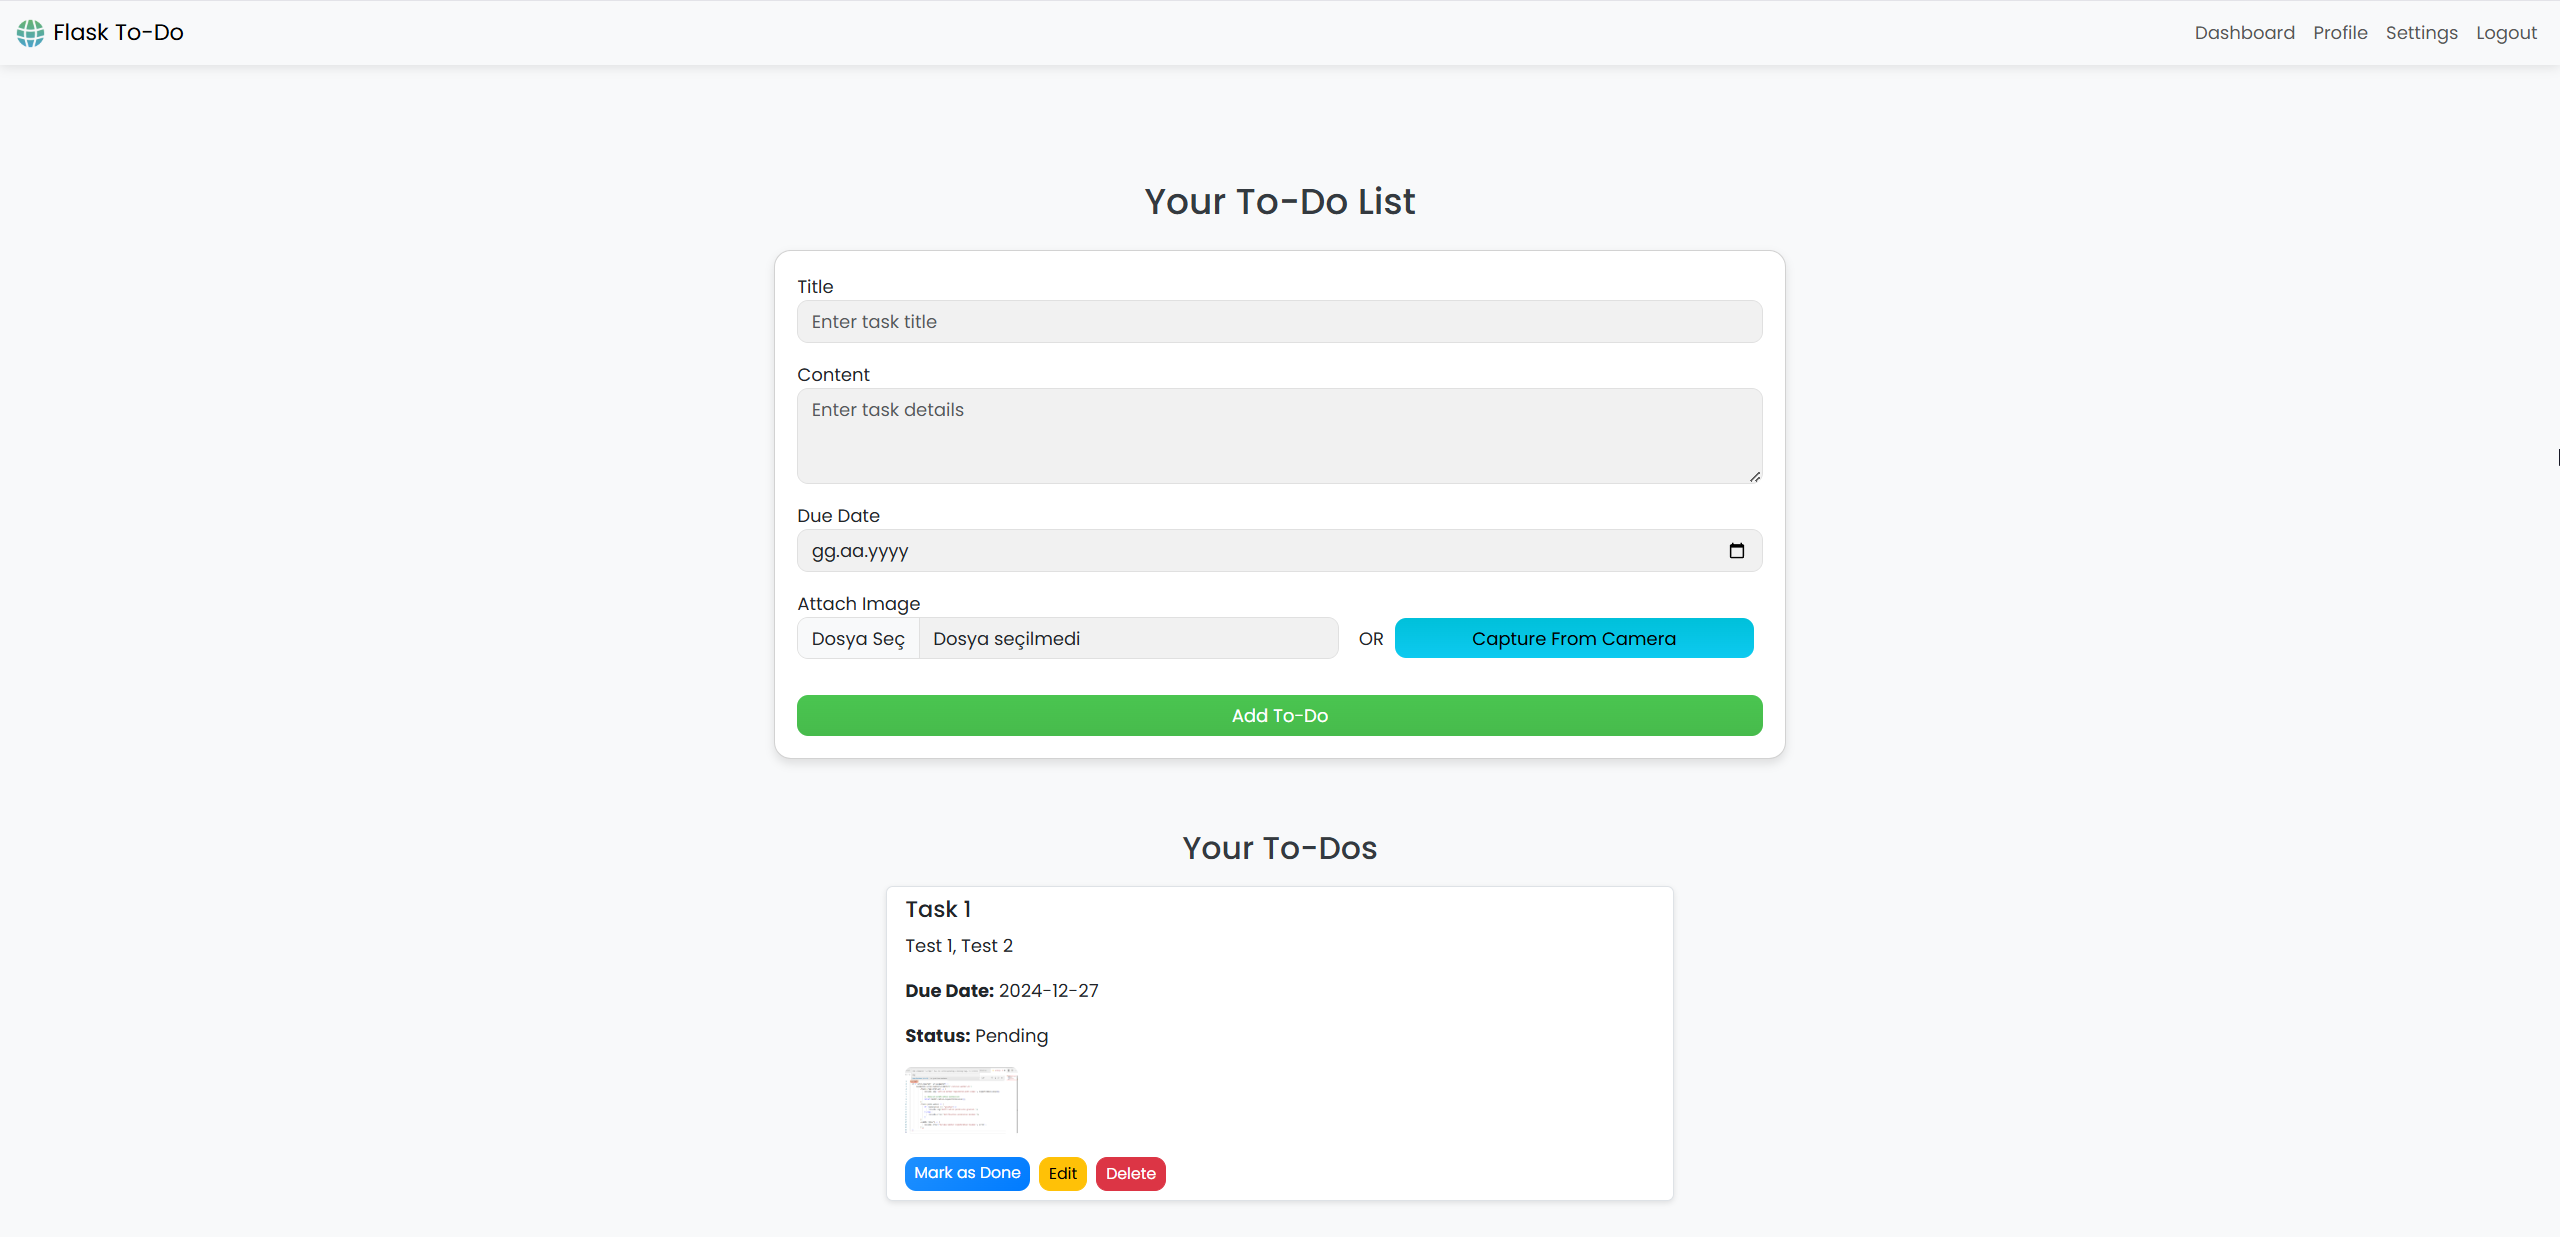 Flask To-Do
Dashboard Profile Settings Logout
Your To-Do List
Title
Enter task title
Content
Enter task details
Due Date
gg.aa.yyyy
Attach Image
Dosya Seç Dosya seçilmedi OR Capture From Camera
Add To-Do
Your To-Dos
Task 1
Test 1, Test 2
Due Date: 2024-12-27
Status: Pending
Mark as Done Edit Delete